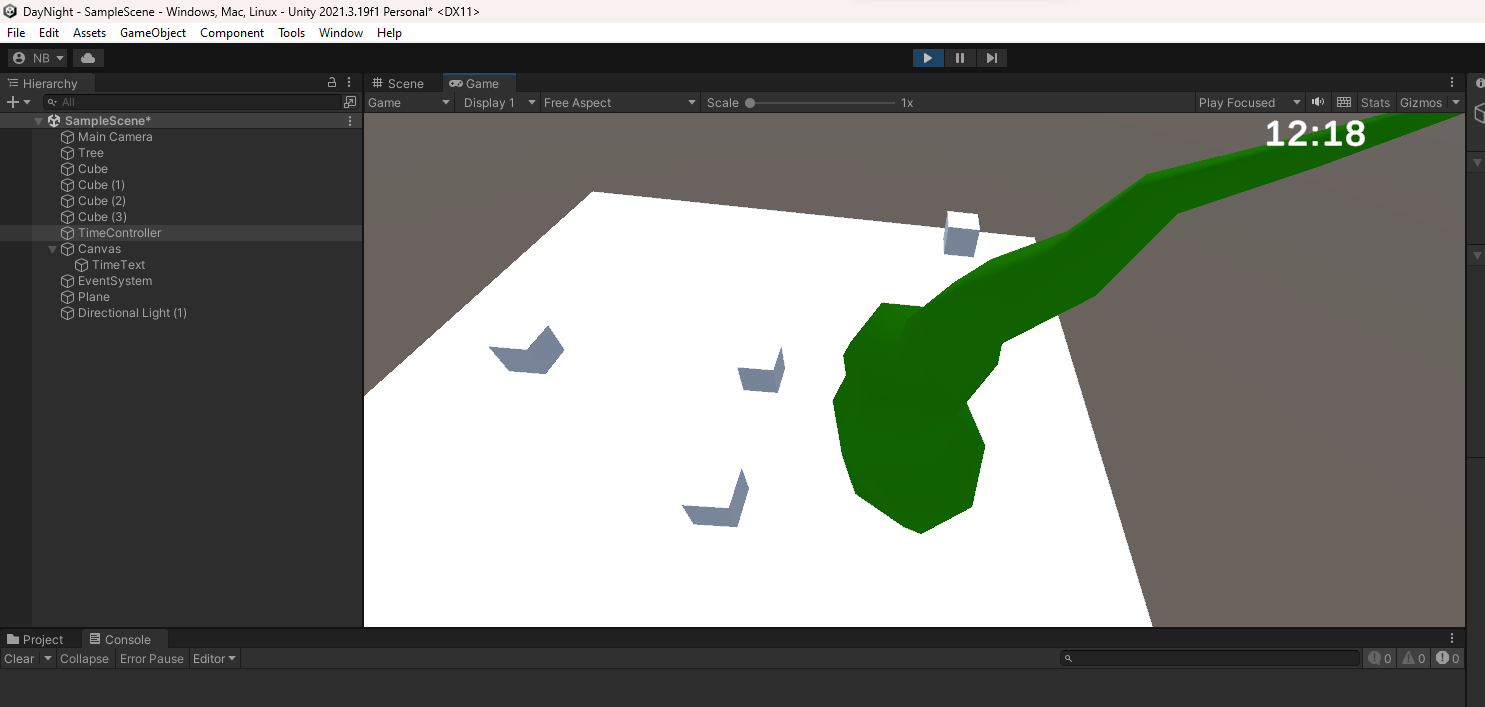 DayNight - SampleScene - Windows, Mac, Linux - Unity 2021.3.19f1 Personal* <DX11>
File Edit Assets GameObject Component Tools Window Help
NB
Hierarchy
Scene Game
All
Game Display 1 Free Aspect Scale 1x Play Focused Stats Gizmos
SampleScene*
Main Camera
Tree
Cube
Cube (1)
Cube (2)
Cube (3)
TimeController
Canvas
TimeText
EventSystem
Plane
Directional Light (1)
12:18
Project Console
Clear Collapse Error Pause Editor 0 0 0